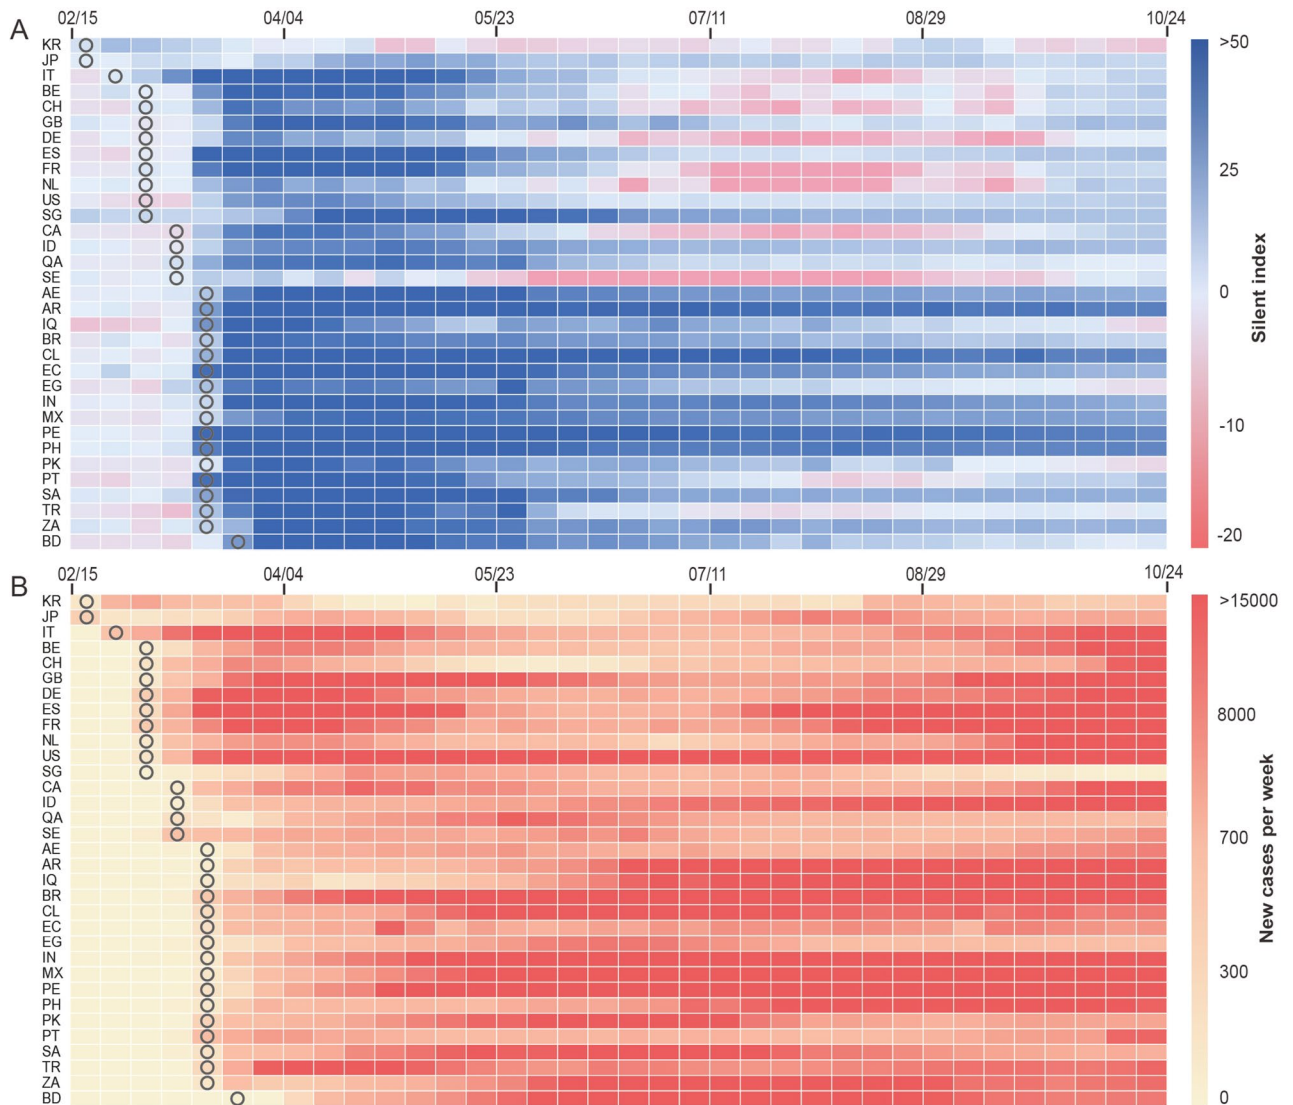 A
02/15 04/04 05/23 07/11 08/29 10/24
KR
JP
IT
BE
CH
GB
DE
ES
FR
NL
US
SG
CA
ID
QA
SE
AE
AR
IQ
BR
CL
EC
EG
IN
MX
PE
PH
PK
PT
SA
TR
ZA
BD
>50
25
0
-10
-20
Silent index
B
02/15 04/04 05/23 07/11 08/29 10/24
KR
JP
IT
BE
CH
GB
DE
ES
FR
NL
US
SG
CA
ID
QA
SE
AE
AR
IQ
BR
CL
EC
EG
IN
MX
PE
PH
PK
PT
SA
TR
ZA
BD
>15000
8000
700
300
0
New cases per week